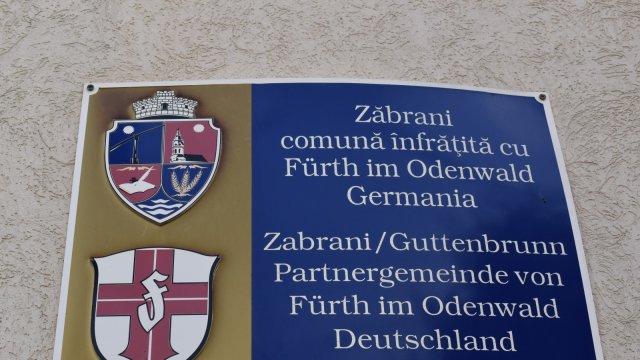 Zăbrani
comună înfrăţită cu
Fürth im Odenwald
Germania
Zabrani/Guttenbrunn
Partnergemeinde von
Fürth im Odenwald
Deutschland
f